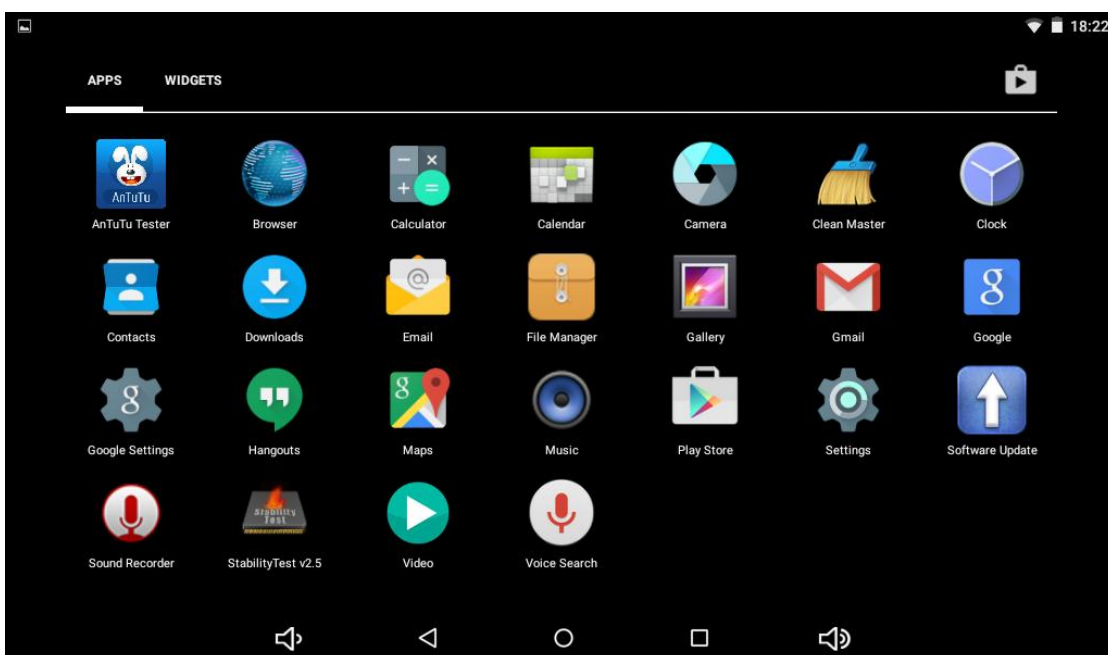 18:22
APPS WIDGETS
AnTuTu
AnTuTu Tester Browser Calculator Calendar Camera Clean Master Clock
g
Contacts Downloads Email File Manager Gallery Gmail Google
g g
Google Settings Hangouts Maps Music Play Store Settings Software Update
Stability
Test
Sound Recorder StabilityTest v2.5 Video Voice Search